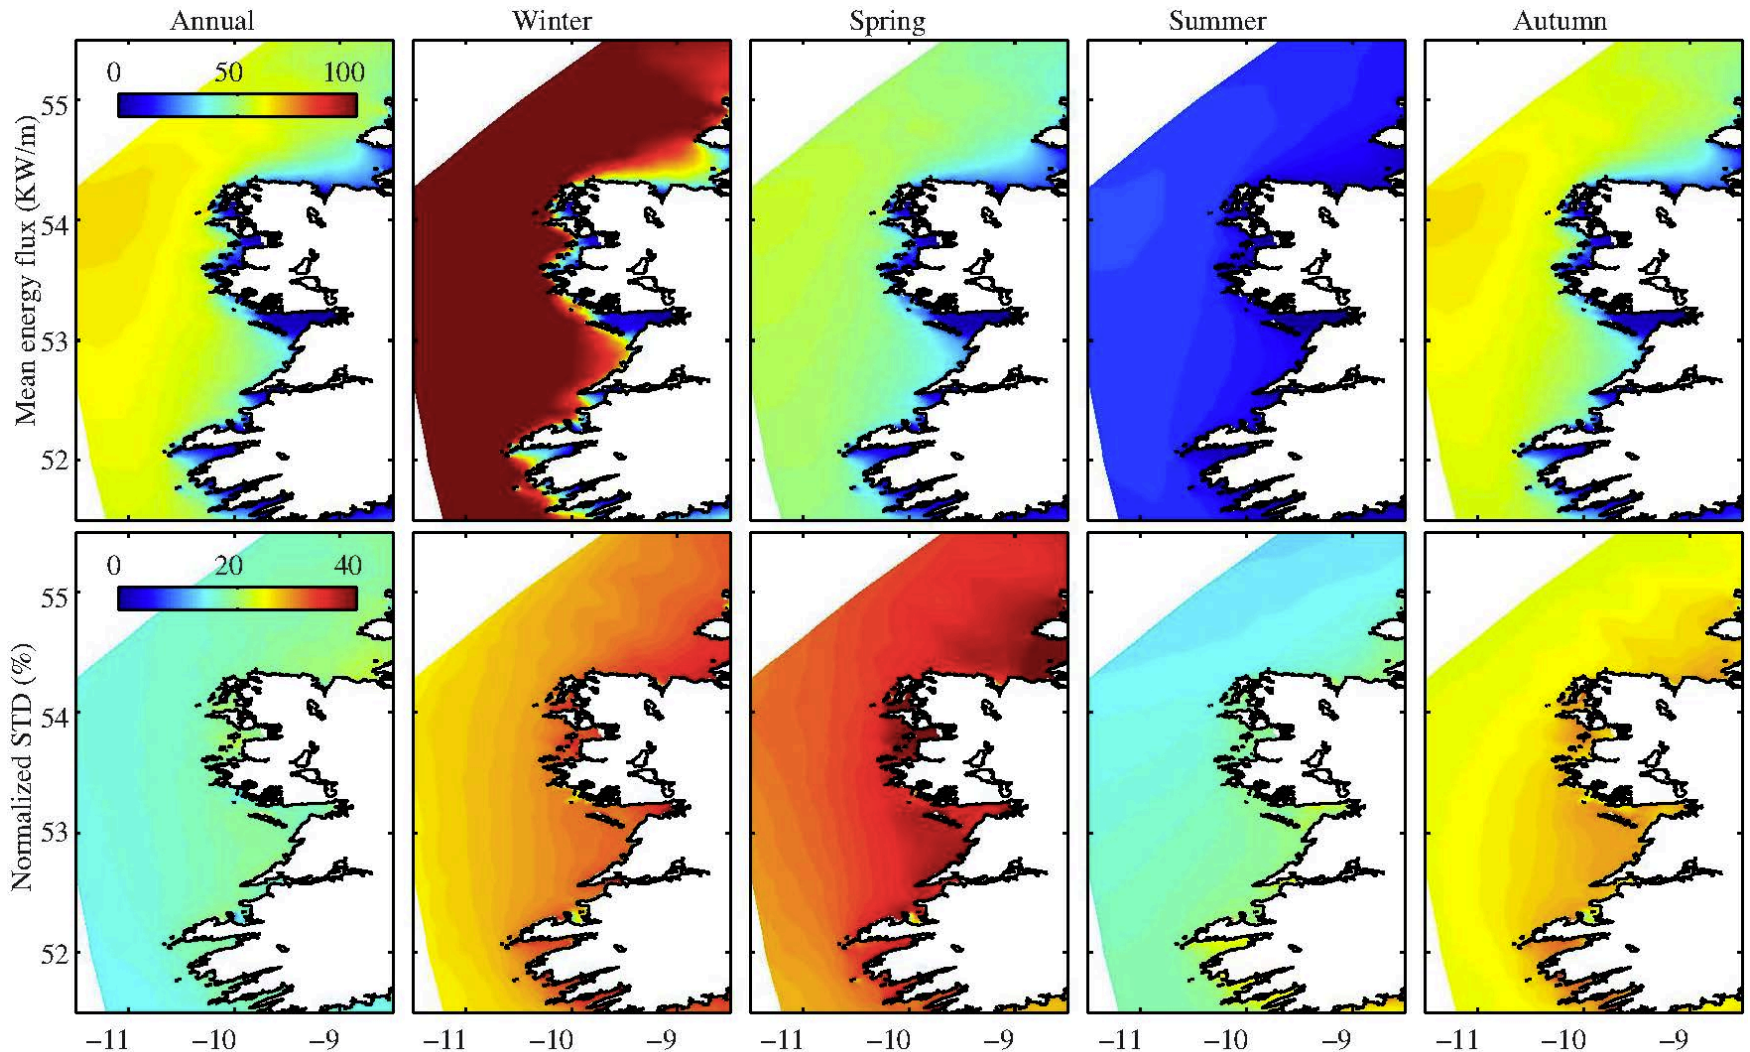 Annual Winter Spring Summer Autumn
0 50 100
Mean energy flux (KW/m)
55
54
53
52
0 20 40
Normalized STD (%)
55
54
53
52
−11 −10 −9 −11 −10 −9 −11 −10 −9 −11 −10 −9 −11 −10 −9